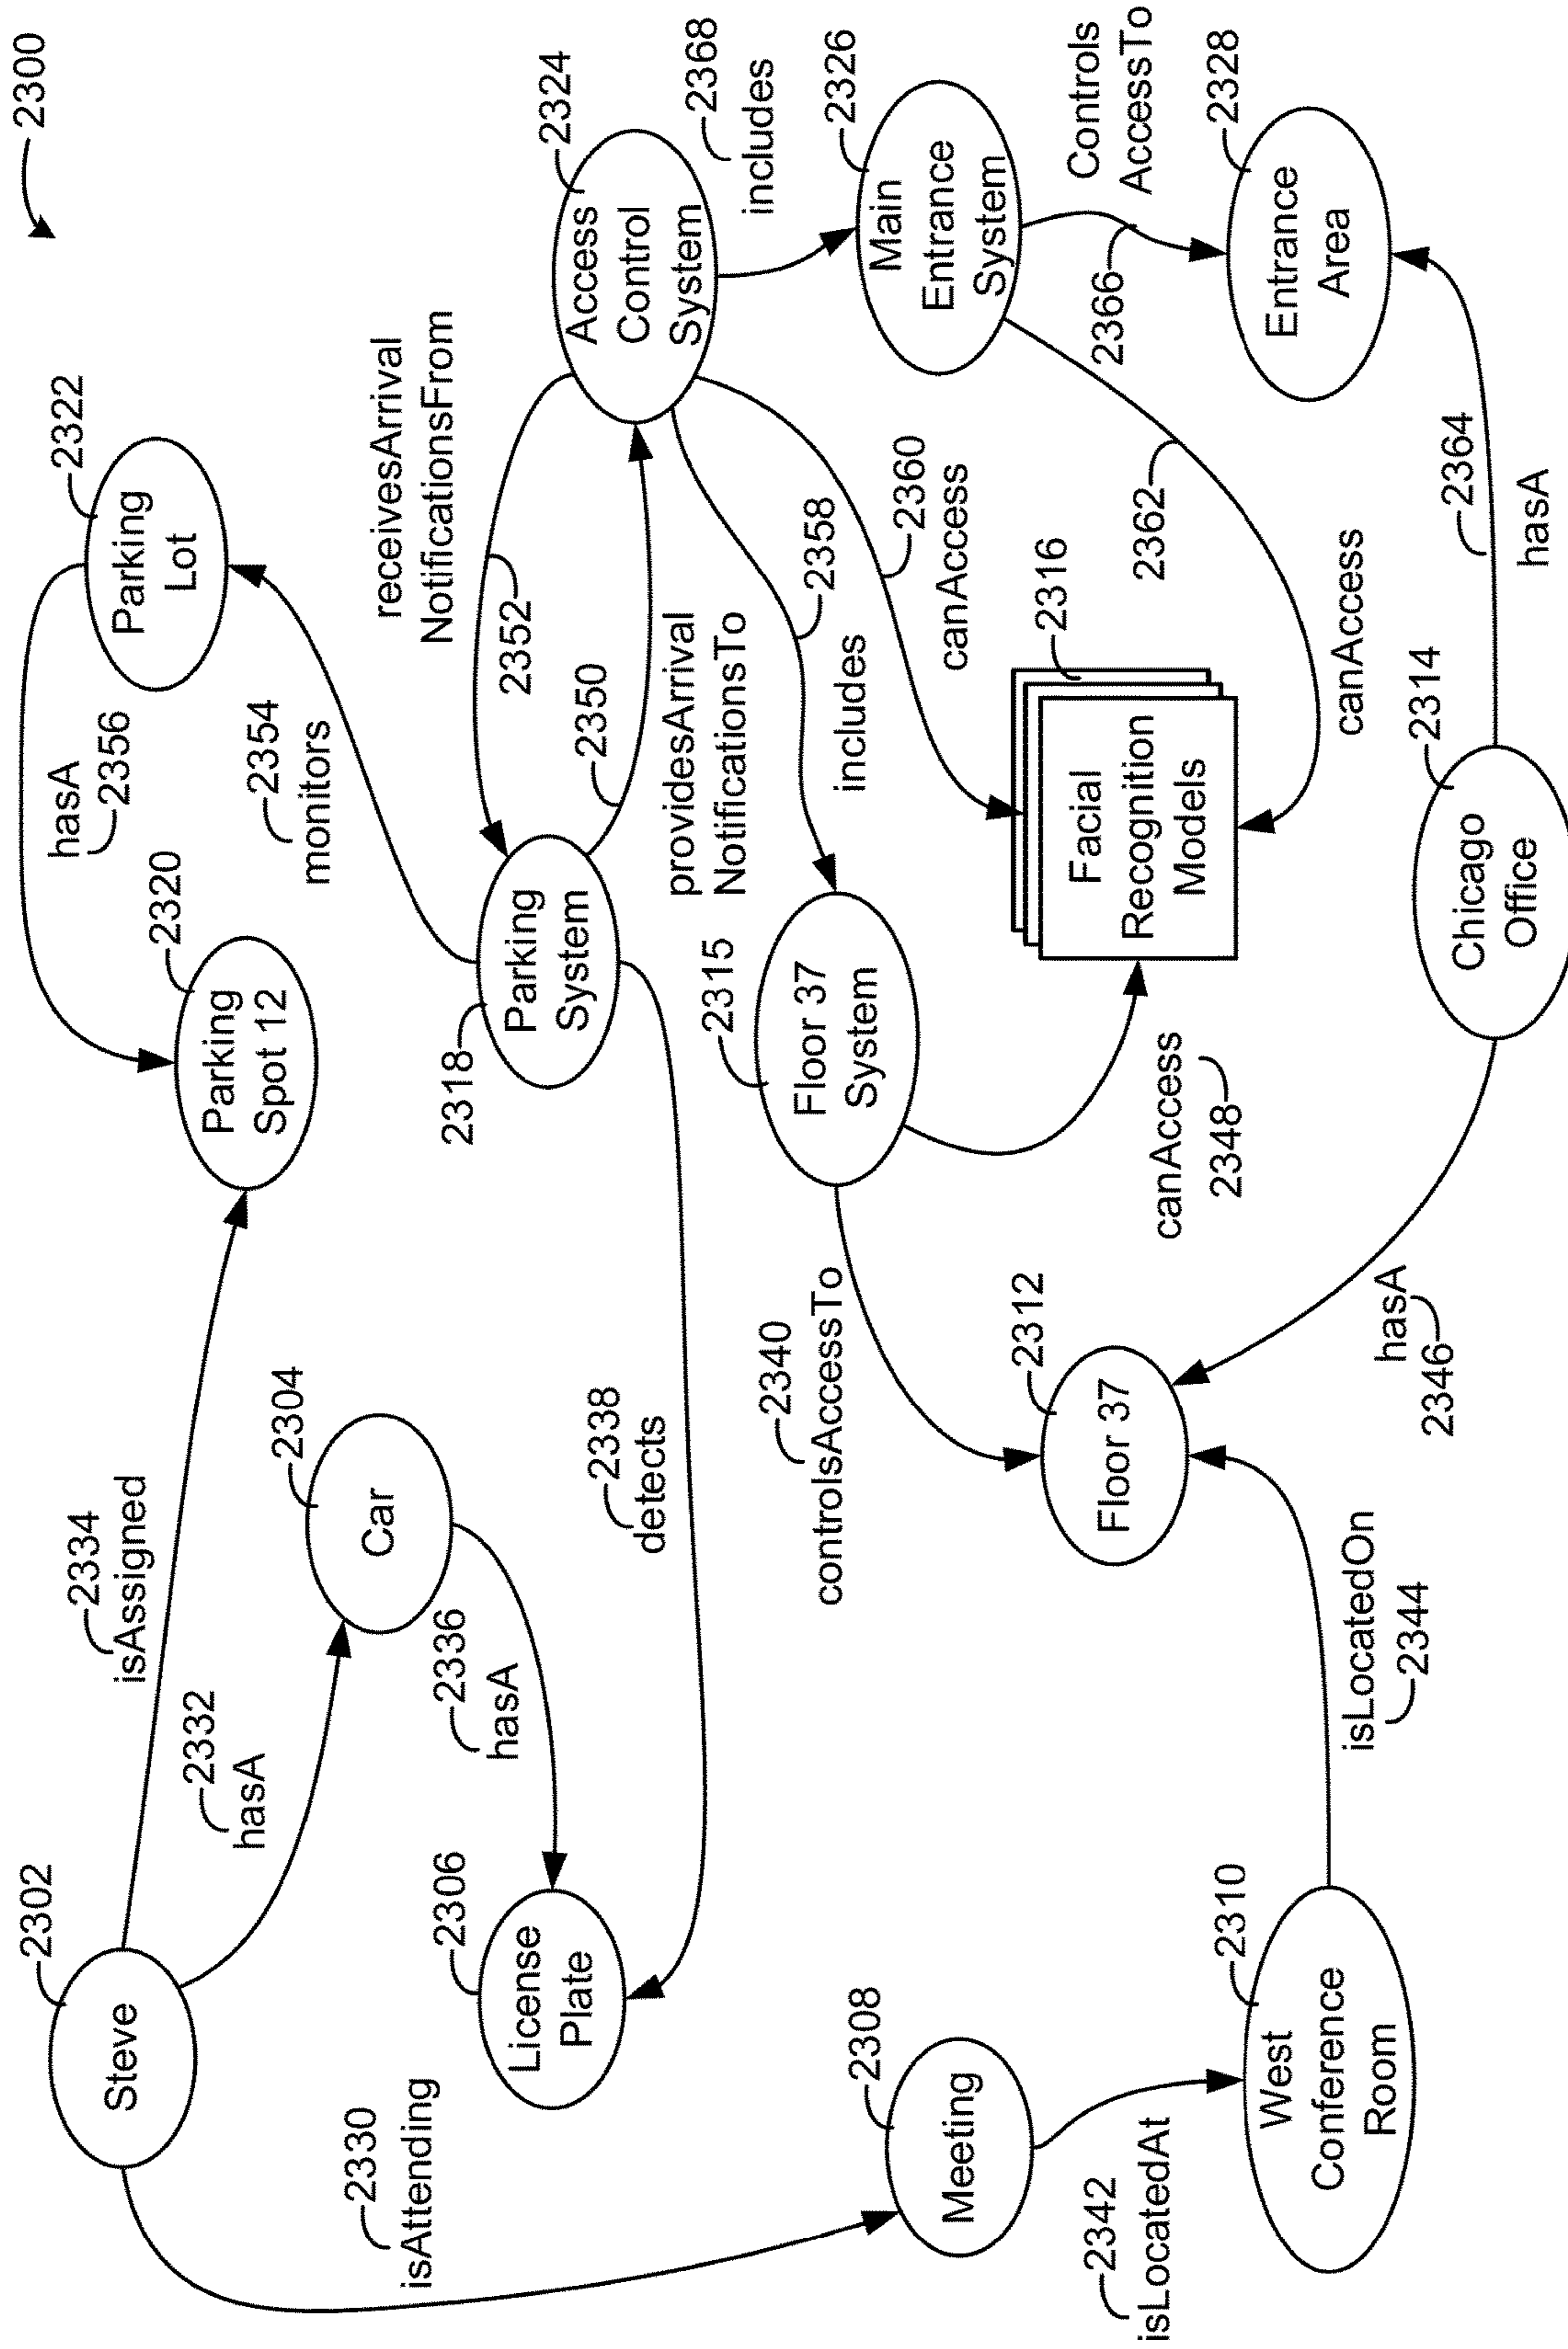 2300
2302
Steve
2334
isAssigned
2332
hasA
2304
Car
2336
hasA
2306
License
Plate
2330
isAttending
2338
detects
2320
Parking
Spot 12
hasA
2356
2354
monitors
2322
Parking
Lot
2318
Parking
System
receivesArrival
NotificationsFrom
2352
2350
providesArrival
NotificationsTo
2324
Access
Control
System
2368
includes
2326
Main
Entrance
System
Controls
AccessTo
2366
2328
Entrance
Area
2358
includes
2360
canAccess
2362
canAccess
2316
Facial
Recognition
Models
2315
Floor 37
System
canAccess
2348
2340
controlsAccessTo
2312
Floor 37
2314
Chicago
Office
2364
hasA
hasA
2346
2308
Meeting
2342
isLocatedAt
2310
West
Conference
Room
isLocatedOn
2344